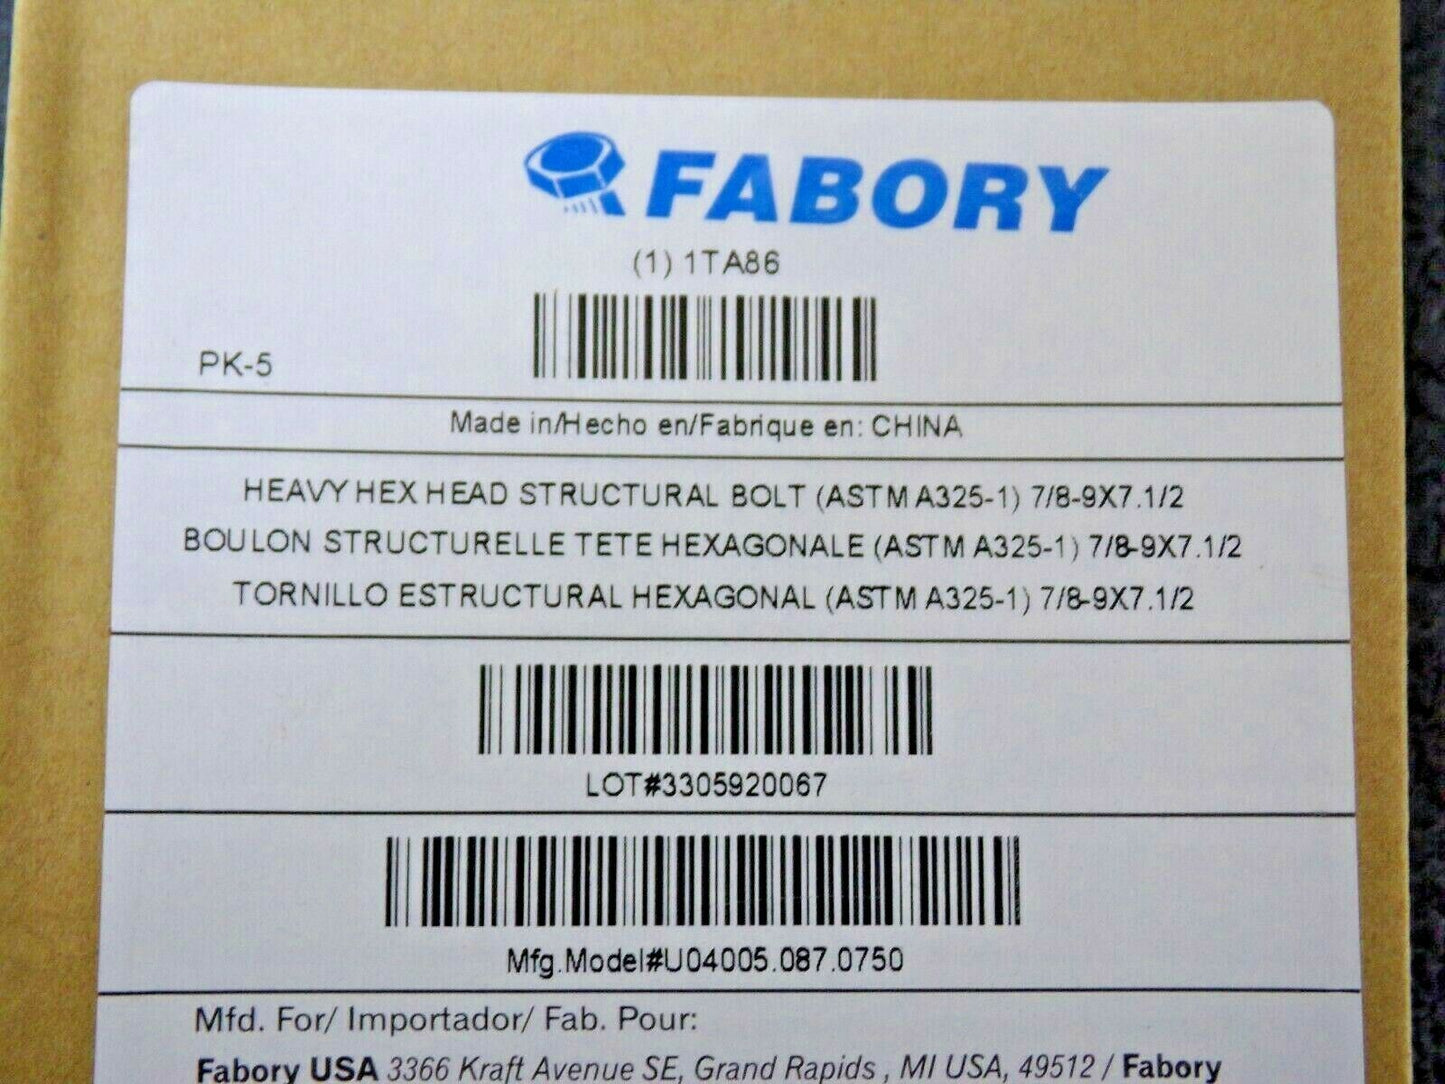 FABORY
(1) 1TA86
PK-5
Made in/Hecho en/Fabrique en: CHINA
HEAVY HEX HEAD STRUCTURAL BOLT (ASTM A325-1) 7/8-9X7.1/2
BOULON STRUCTURELLE TETE HEXAGONALE (ASTM A325-1) 7/8-9X7.1/2
TORNILLO ESTRUCTURAL HEXAGONAL (ASTM A325-1) 7/8-9X7.1/2
LOT#3305920067
Mfg.Model#U04005.087.0750
Mfd. For/ Importador/ Fab. Pour:
Fabory USA 3366 Kraft Avenue SE, Grand Rapids , MI USA, 49512 / Fabory